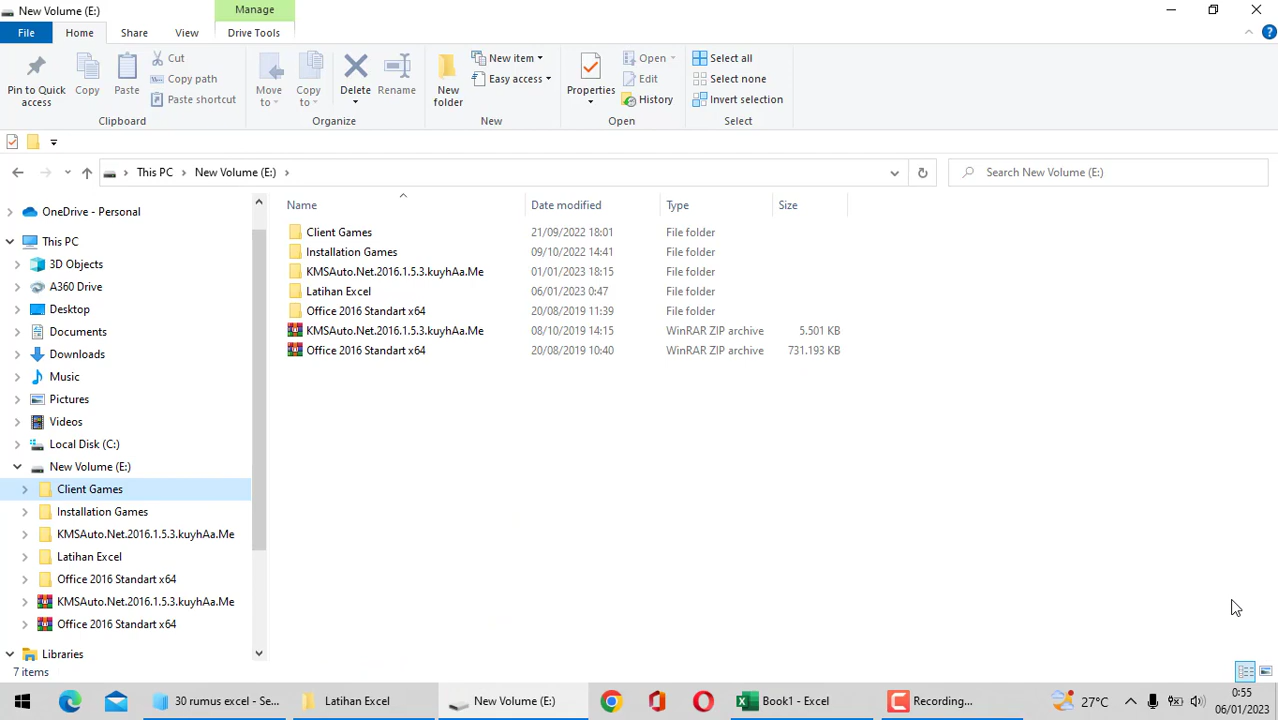 New Volume (E:)
Manage
File
Home
Share
View
Drive Tools
Pin to Quick access
Copy
Paste
Cut
Copy path
Paste shortcut
Clipboard
Move to
Copy to
Delete
Rename
Organize
New folder
New item
Easy access
New
Properties
Open
Edit
History
Open
Select all
Select none
Invert selection
Select
This PC
New Volume (E:)
Search New Volume (E:)
OneDrive - Personal
This PC
3D Objects
A360 Drive
Desktop
Documents
Downloads
Music
Pictures
Videos
Local Disk (C:)
New Volume (E:)
Client Games
Installation Games
KMSAuto.Net.2016.1.5.3.kuyhAa.Me
Latihan Excel
Office 2016 Standart x64
KMSAuto.Net.2016.1.5.3.kuyhAa.Me
Office 2016 Standart x64
Libraries
Name Date modified Type Size
Client Games 21/09/2022 18:01 File folder
Installation Games 09/10/2022 14:41 File folder
KMSAuto.Net.2016.1.5.3.kuyhAa.Me 01/01/2023 18:15 File folder
Latihan Excel 06/01/2023 0:47 File folder
Office 2016 Standart x64 20/08/2019 11:39 File folder
KMSAuto.Net.2016.1.5.3.kuyhAa.Me 08/10/2019 14:15 WinRAR ZIP archive 5.501 KB
Office 2016 Standart x64 20/08/2019 10:40 WinRAR ZIP archive 731.193 KB
7 items
30 rumus excel - Se...
Latihan Excel
New Volume (E:)
Book1 - Excel
Recording...
27°C
0:55
06/01/2023